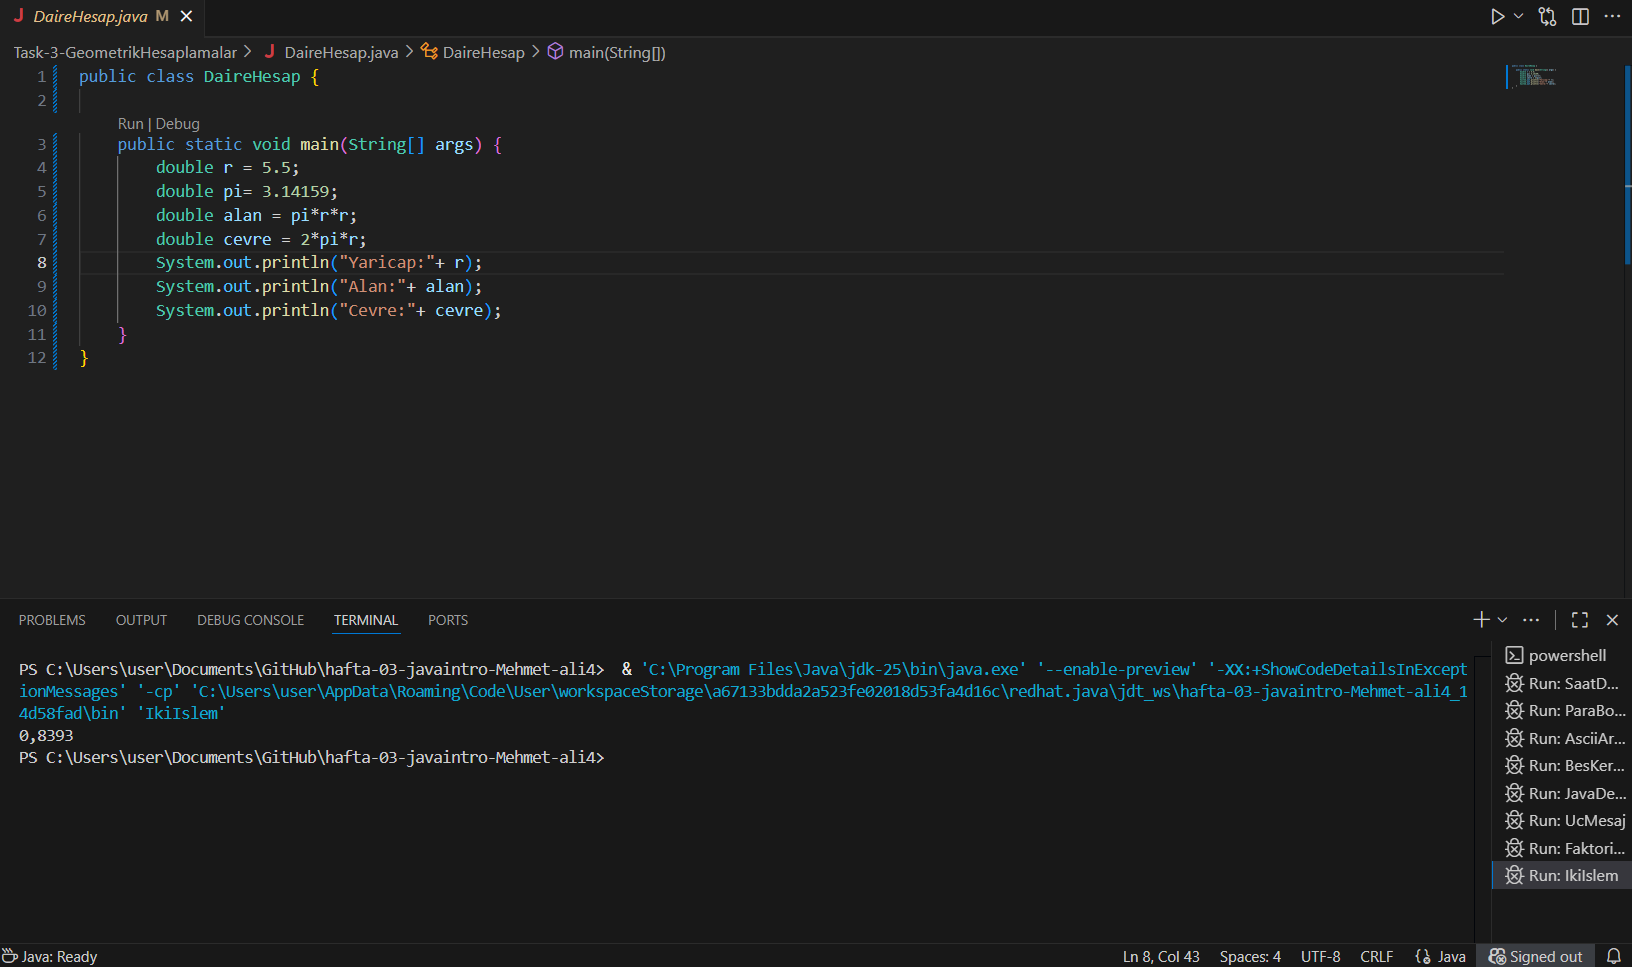 DaireHesap.java M
Task-3-GeometrikHesaplamalar > DaireHesap.java > DaireHesap > main(String[])
1 public class DaireHesap {
2
Run | Debug
3 public static void main(String[] args) {
4 double r = 5.5;
5 double pi= 3.14159;
6 double alan = pi*r*r;
7 double cevre = 2*pi*r;
8 System.out.println("Yaricap:"+ r);
9 System.out.println("Alan:"+ alan);
10 System.out.println("Cevre:"+ cevre);
11 }
12 }
PROBLEMS OUTPUT DEBUG CONSOLE TERMINAL PORTS
PS C:\Users\user\Documents\GitHub\hafta-03-javaintro-Mehmet-ali4> & 'C:\Program Files\Java\jdk-25\bin\java.exe' '--enable-preview' '-XX:+ShowCodeDetailsInExcept
ionMessages' '-cp' 'C:\Users\user\AppData\Roaming\Code\User\workspaceStorage\a67133bdda2a523fe02018d53fa4d16c\redhat.java\jdt_ws\hafta-03-javaintro-Mehmet-ali4_1
4d58fad\bin' 'IkiIslem'
0,8393
PS C:\Users\user\Documents\GitHub\hafta-03-javaintro-Mehmet-ali4>
powershell
Run: SaatD...
Run: ParaBo...
Run: AsciiAr...
Run: BesKer...
Run: JavaDe...
Run: UcMesaj
Run: Faktori...
Run: IkiIslem
Java: Ready
Ln 8, Col 43 Spaces: 4 UTF-8 CRLF Java Signed out